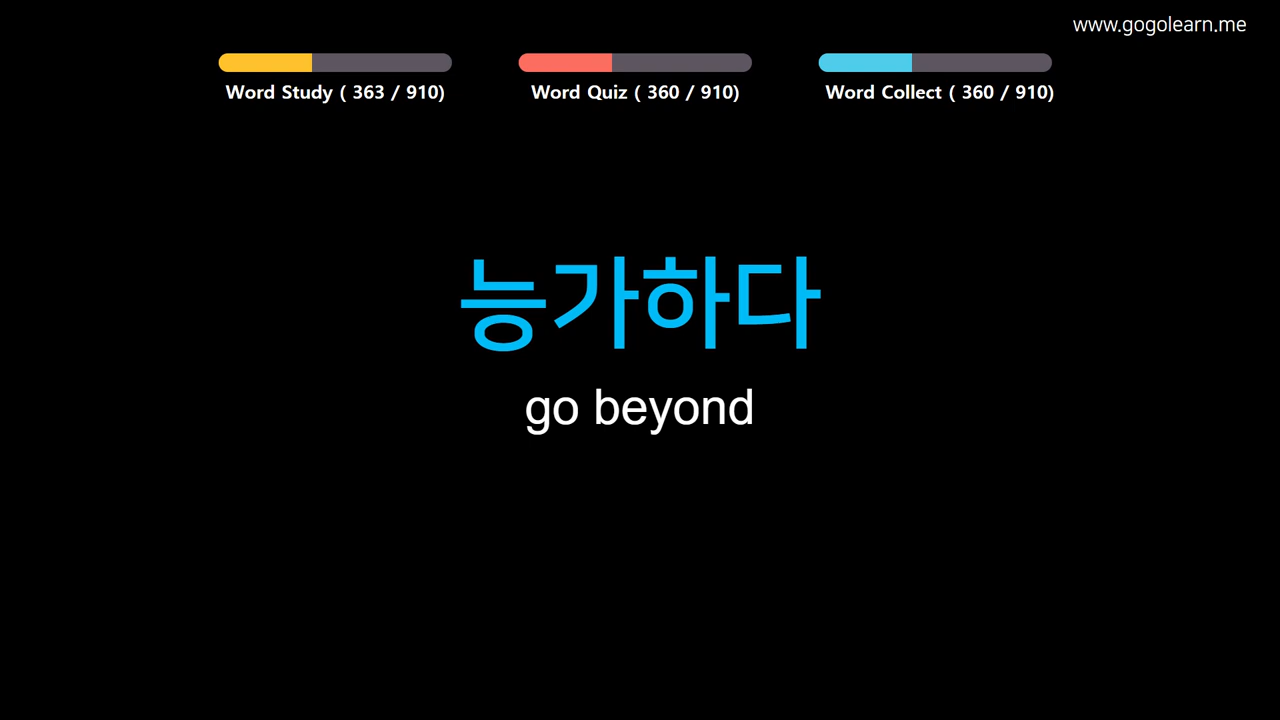 www.gogolearn.me
Word Study ( 363 / 910)
Word Quiz ( 360 / 910)
Word Collect ( 360 / 910)
능가하다
go beyond